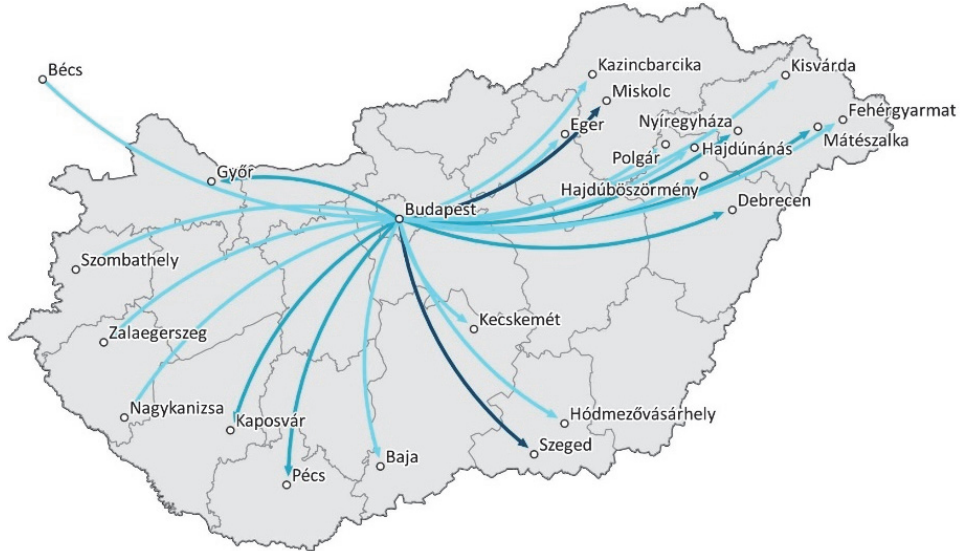 Bécs
Kazincbarcika
Kisvárda
Miskolc
Fehérgyarmat
Eger
Nyíregyháza
Mátészalka
Polgár
Hajdúnánás
Győr
Hajdúböszörmény
Debrecen
Budapest
Szombathely
Kecskemét
Zalaegerszeg
Nagykanizsa
Kaposvár
Hódmezővásárhely
Szeged
Baja
Pécs